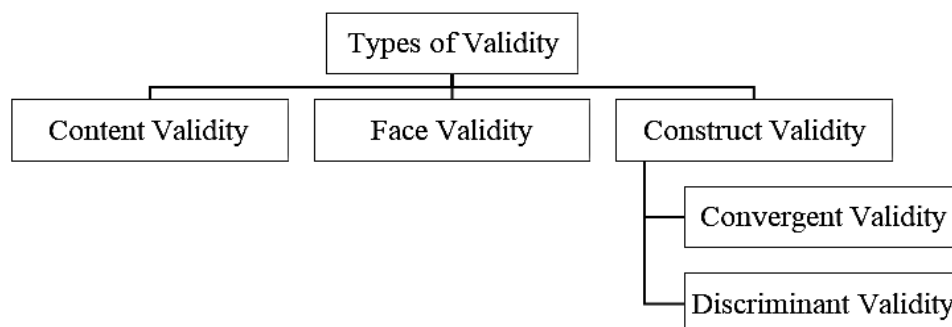 Types of Validity
Content Validity
Face Validity
Construct Validity
Convergent Validity
Discriminant Validity